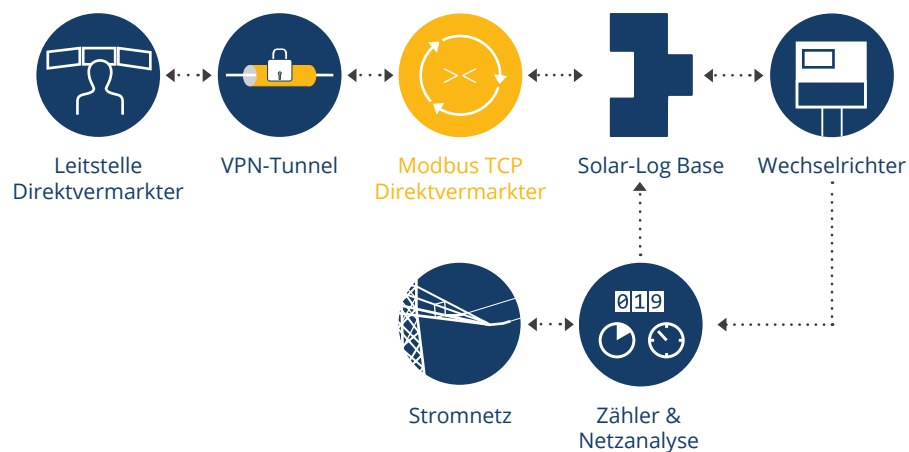 Leitstelle
Direktvermarkter
VPN-Tunnel
><
Modbus TCP
Direktvermarkter
Solar-Log Base
Wechselrichter
Stromnetz
019
Zähler &
Netzanalyse